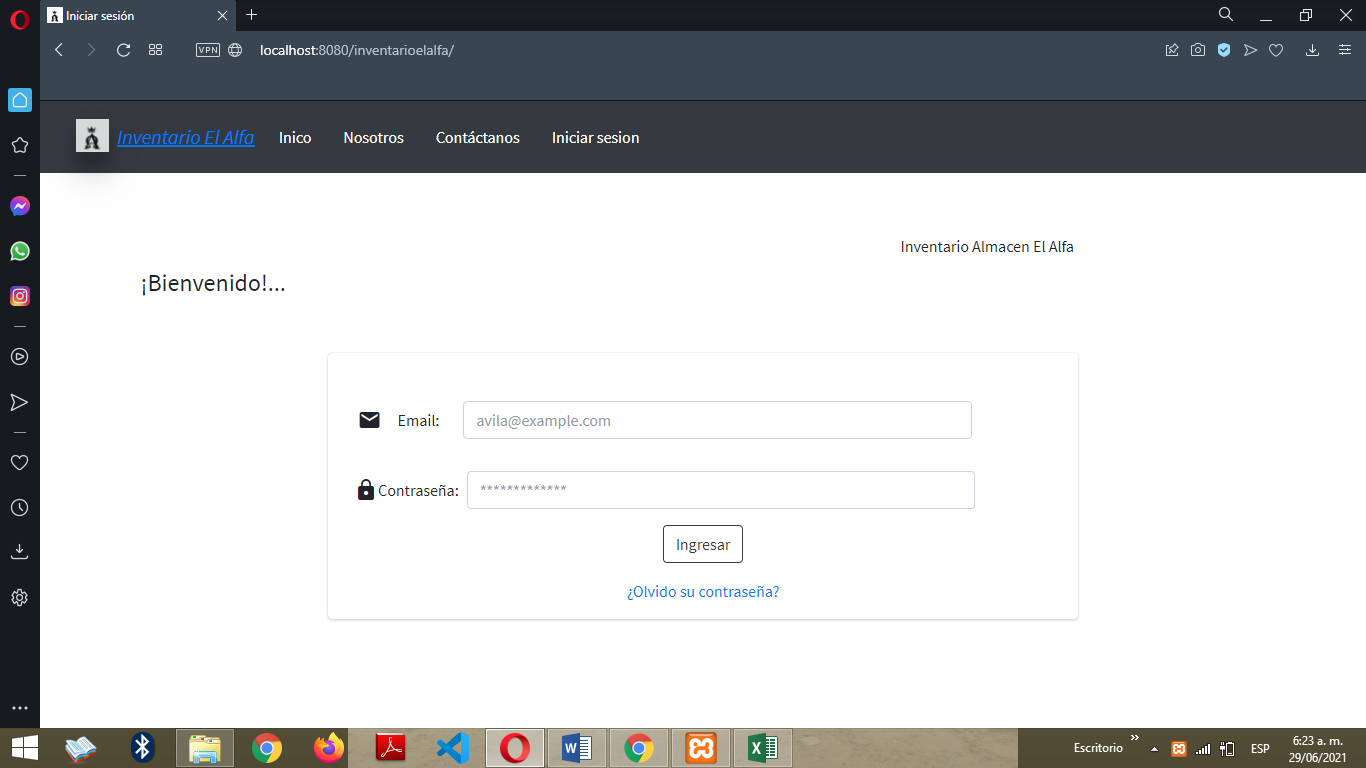 Iniciar sesión
VPN localhost:8080/inventarioelalfa/
Inventario El Alfa Inico Nosotros Contáctanos Iniciar sesion
Inventario Almacen El Alfa
¡Bienvenido!...
Email: avila@example.com
Contraseña: *************
Ingresar
¿Olvido su contraseña?
Escritorio » ESP 6:23 a. m.
29/06/2021